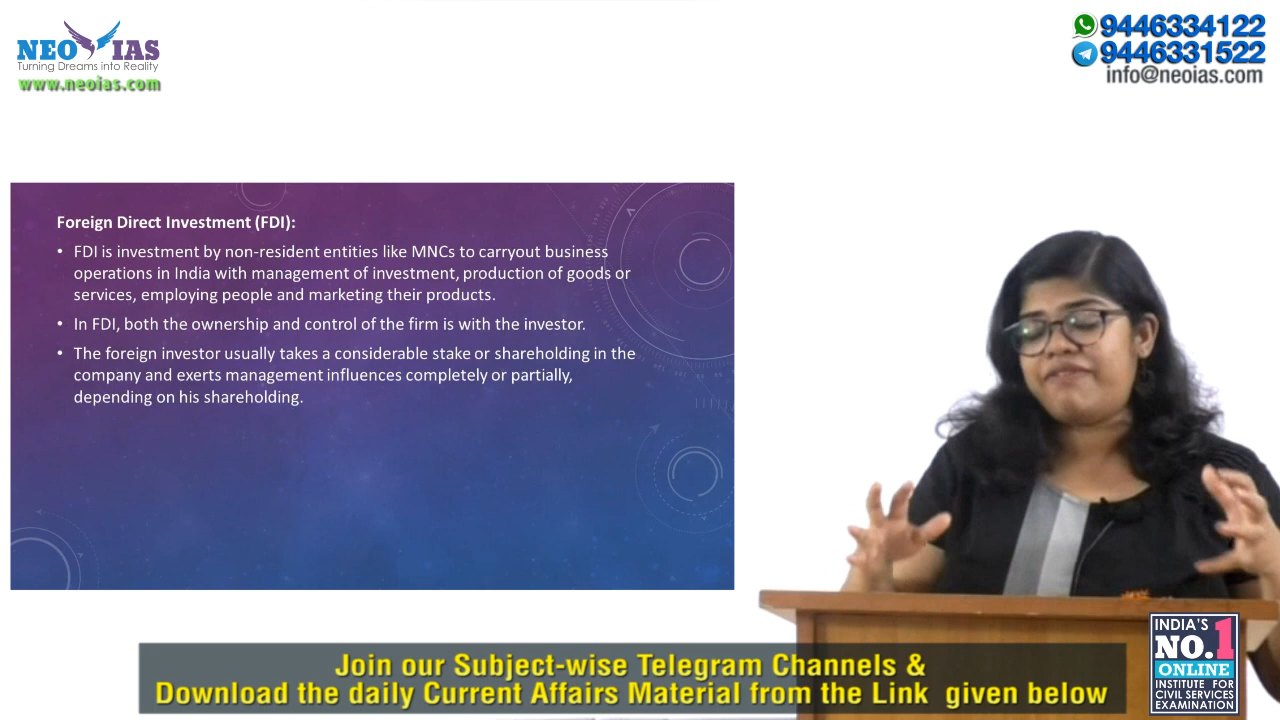 NEO IAS
Turning Dreams into Reality
www.neoias.com
9446334122
9446331522
info@neoias.com
Foreign Direct Investment (FDI):
• FDI is investment by non-resident entities like MNCs to carryout business
operations in India with management of investment, production of goods or
services, employing people and marketing their products.
• In FDI, both the ownership and control of the firm is with the investor.
• The foreign investor usually takes a considerable stake or shareholding in the
company and exerts management influences completely or partially,
depending on his shareholding.
Join our Subject-wise Telegram Channels &
Download the daily Current Affairs Material from the Link given below
INDIA'S
NO.1
ONLINE
INSTITUTE FOR
CIVIL SERVICES
EXAMINATION